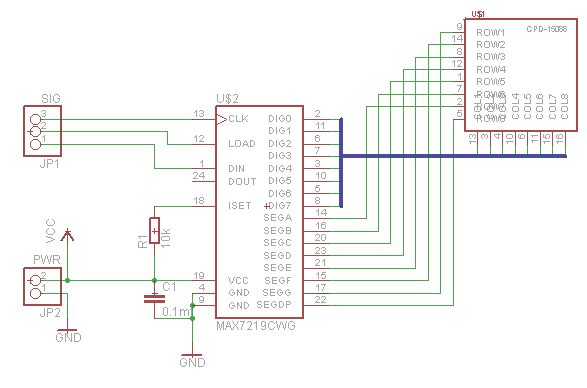 U$1
CPD-15088
9 ROW1
14 ROW2
8 ROW3
12 ROW4
1 ROW5
7 ROW6
2 ROW7
5 ROW8
COL4
COL5
COL6
COL7
COL8
13
3
4
10
6
11
15
16
SIG
3
2
1
JP1
U$2
13 CLK DIG0 2
DIG1 11
12 LOAD DIG2 6
DIG3 7
1 DIN DIG4 3
24 DOUT DIG5 10
DIG6 5
18 ISET DIG7 8
SEGA 14
SEGB 16
SEGC 20
SEGD 23
SEGE 21
SEGF 15
19 VCC SEGG 17
4 GND
9 GND SEGDP 22
MAX7219CWG
R1
10k
VCC
PWR
2
1
JP2
C1
0.1m
GND
GND